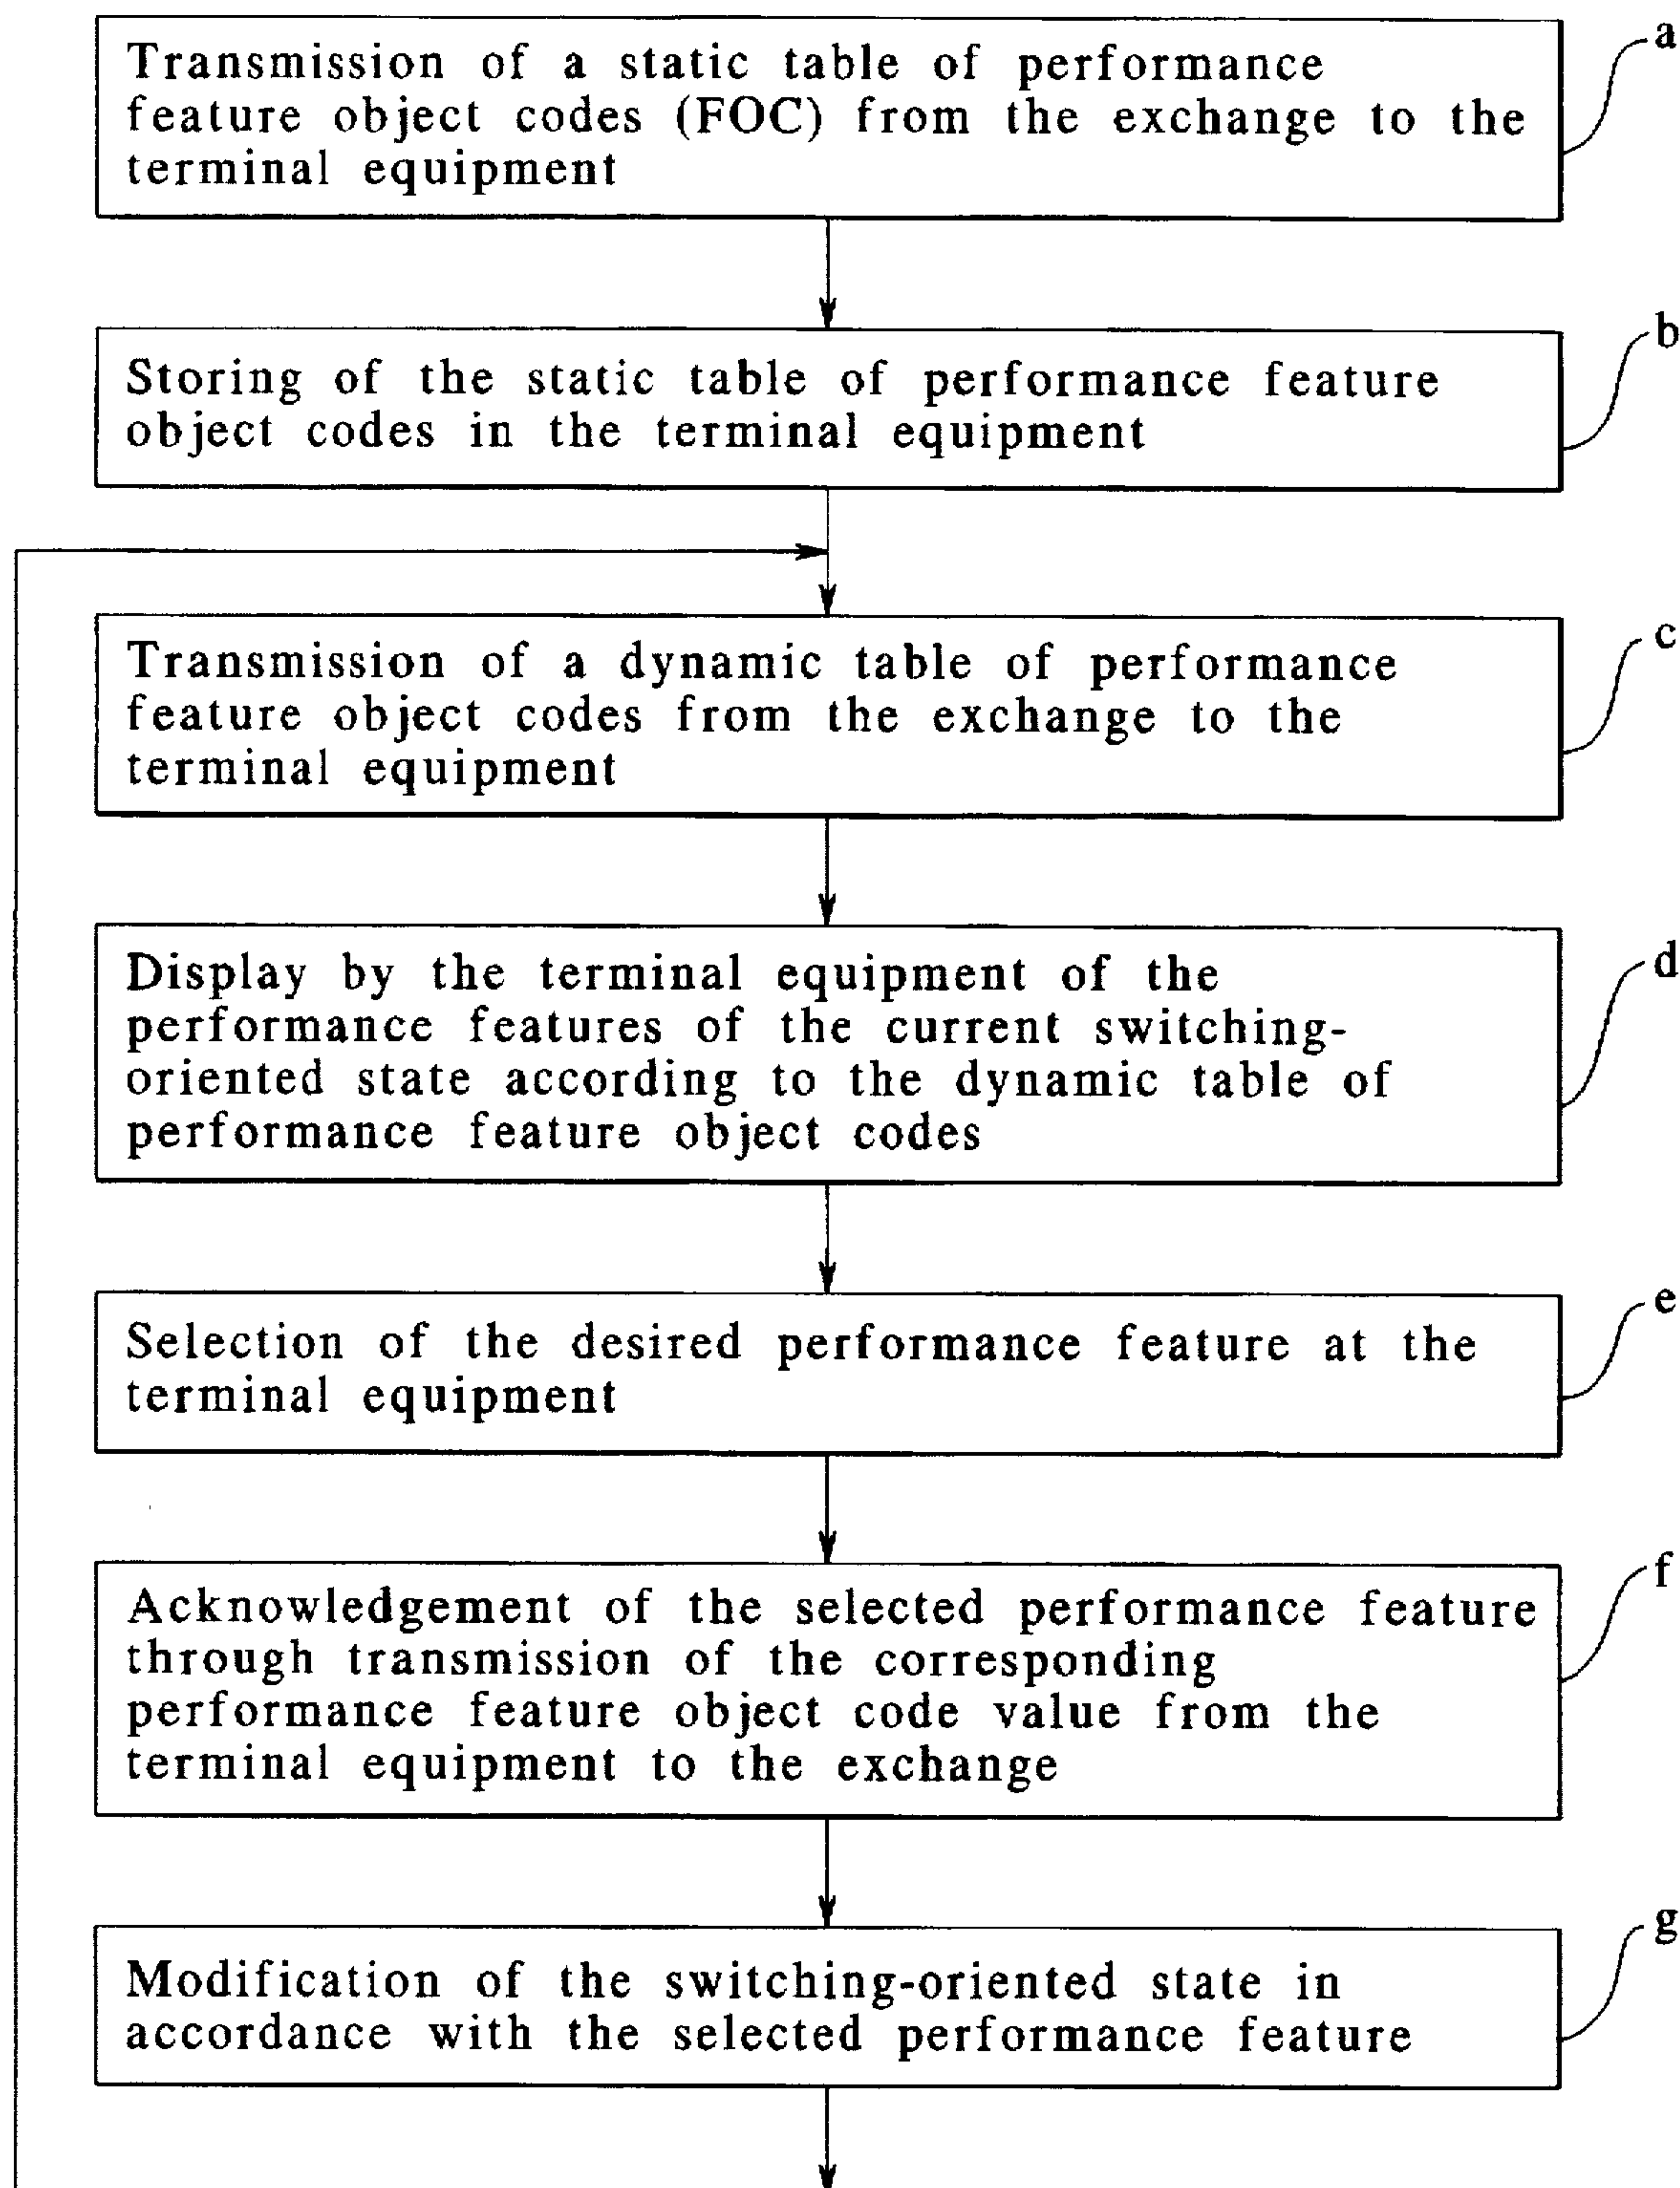 Transmission of a static table of performance
feature object codes (FOC) from the exchange to the
terminal equipment
a
Storing of the static table of performance feature
object codes in the terminal equipment
b
Transmission of a dynamic table of performance
feature object codes from the exchange to the
terminal equipment
c
Display by the terminal equipment of the
performance features of the current switching-
oriented state according to the dynamic table of
performance feature object codes
d
Selection of the desired performance feature at the
terminal equipment
e
Acknowledgement of the selected performance feature
through transmission of the corresponding
performance feature object code value from the
terminal equipment to the exchange
f
Modification of the switching-oriented state in
accordance with the selected performance feature
g